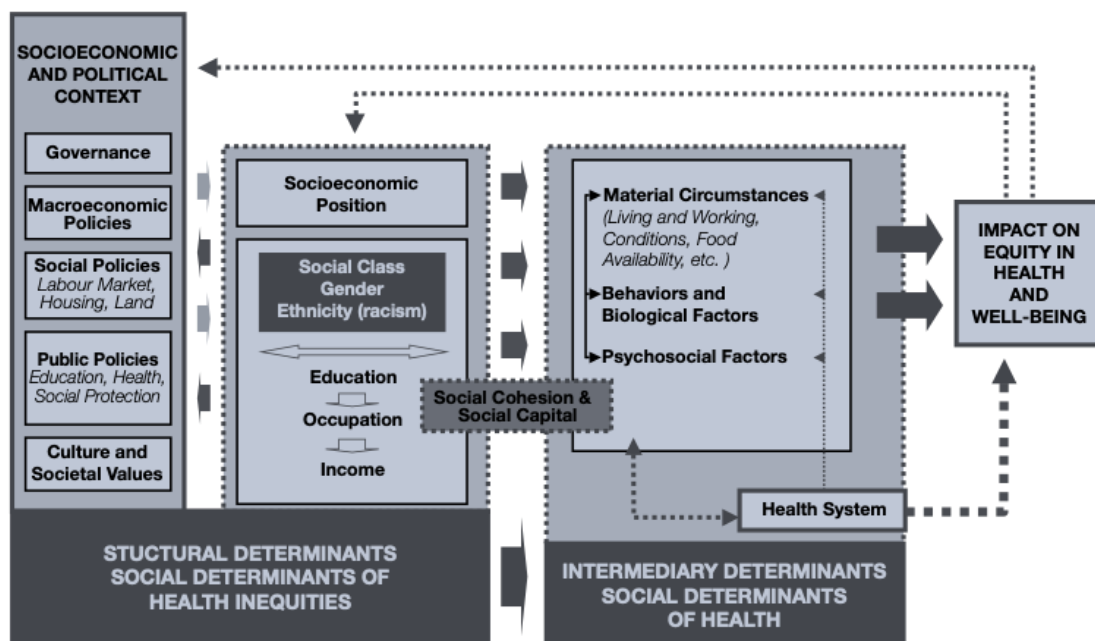 SOCIOECONOMIC
AND POLITICAL
CONTEXT
Governance
Macroeconomic
Policies
Social Policies
Labour Market,
Housing, Land
Public Policies
Education, Health,
Social Protection
Culture and
Societal Values
Socioeconomic
Position
Social Class
Gender
Ethnicity (racism)
Education
Occupation
Income
Social Cohesion &
Social Capital
Material Circumstances
(Living and Working,
Conditions, Food
Availability, etc. )
Behaviors and
Biological Factors
Psychosocial Factors
Health System
IMPACT ON
EQUITY IN
HEALTH
AND
WELL-BEING
STUCTURAL DETERMINANTS
SOCIAL DETERMINANTS OF
HEALTH INEQUITIES
INTERMEDIARY DETERMINANTS
SOCIAL DETERMINANTS
OF HEALTH